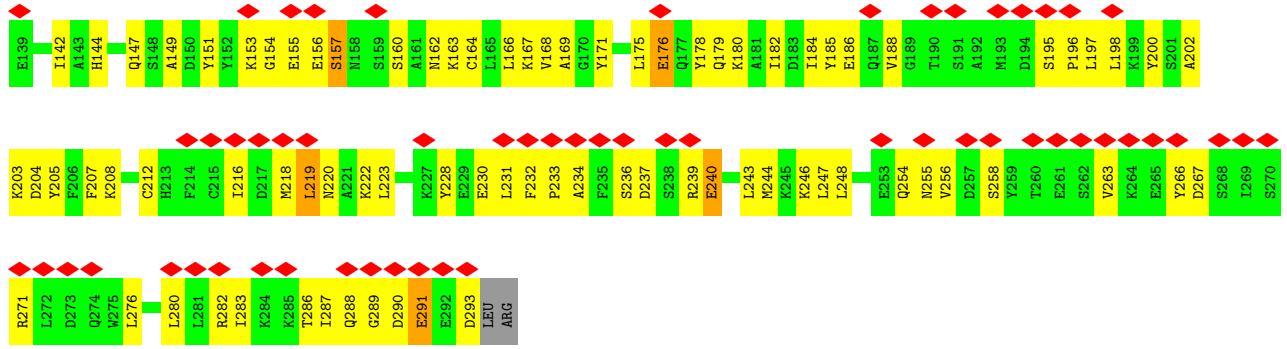 E139 I142 A143 H144 Q147 S148 A149 D150 Y151 Y152 K153 G154 E155 E156 S157 N158 S159 S160 A161 N162 K163 C164 L165 L166 K167 V168 A169 G170 Y171 L175 E176 Q177 Y178 Q179 K180 A181 I182 D183 I184 Y185 E186 Q187 V188 G189 T190 S191 A192 M193 D194 S195 P196 L197 L198 K199 Y200 S201 A202
K203 D204 Y205 F206 F207 K208 C212 H213 F214 C215 I216 D217 M218 L219 N220 A221 K222 L223 K227 Y228 E229 E230 L231 F232 P233 A234 F235 S236 D237 S238 R239 E240 L243 M244 K245 K246 L247 L248 E253 Q254 N255 V256 D257 S258 Y259 T260 E261 S262 V263 K264 E265 Y266 D267 S268 I269 S270
R271 L272 D273 Q274 W275 L276 L280 L281 R282 I283 K284 K285 T286 I287 Q288 G289 D290 E291 E292 D293 LEU ARG